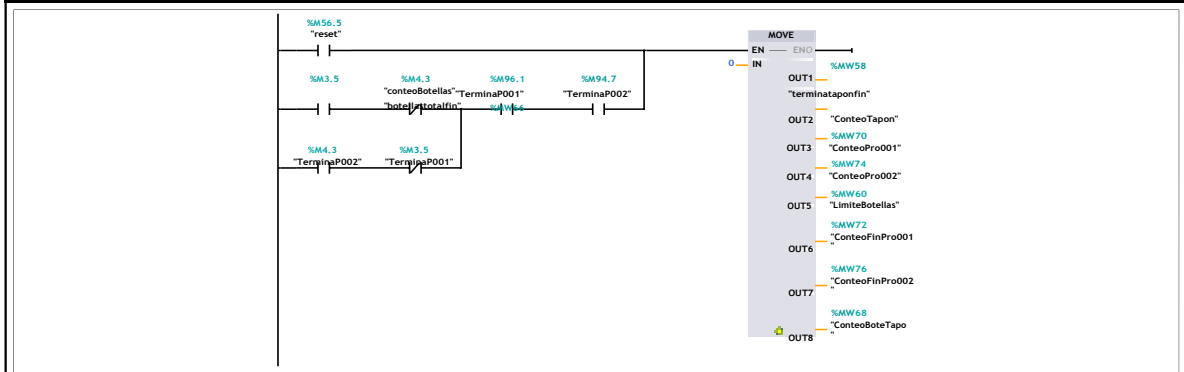 %M56.5
"reset"
MOVE
EN
ENO
0
IN
%MW58
OUT1
"terminataponfin"
%M3.5
%M4.3
%M96.1
%M94.7
"conteoBotellas"
"TerminaP001"
"TerminaP002"
"botellattotalfin"
%MW66
OUT2
"ConteoTapon"
%MW70
OUT3
"ConteoPro001"
%M4.3
%M3.5
"TerminaP002"
"TerminaP001"
%MW74
OUT4
"ConteoPro002"
%MW60
OUT5
"LimiteBotellas"
%MW72
"ConteoFinPro001
"
OUT6
%MW76
"ConteoFinPro002
"
OUT7
%MW68
"ConteoBoteTapo
"
OUT8